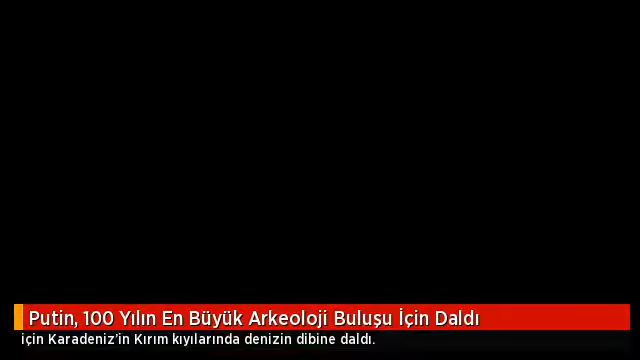 Putin, 100 Yılın En Büyük Arkeoloji Buluşu İçin Daldı
için Karadeniz'in Kırım kıyılarında denizin dibine daldı.